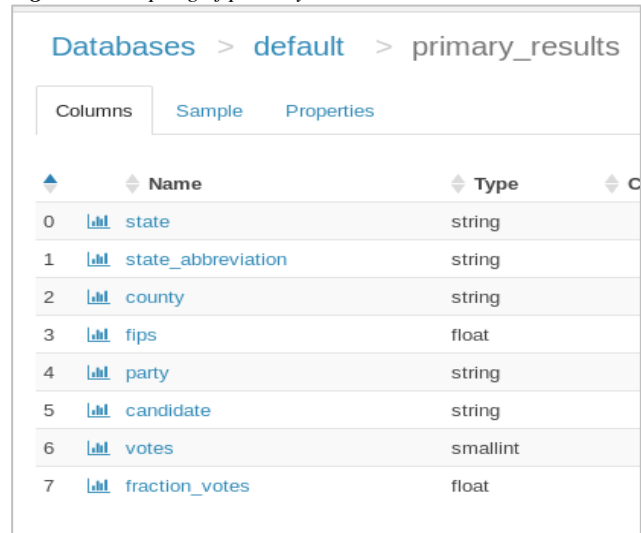 Databases > default > primary_results
Columns Sample Properties
Name Type C
0 state string
1 state_abbreviation string
2 county string
3 fips float
4 party string
5 candidate string
6 votes smallint
7 fraction_votes float